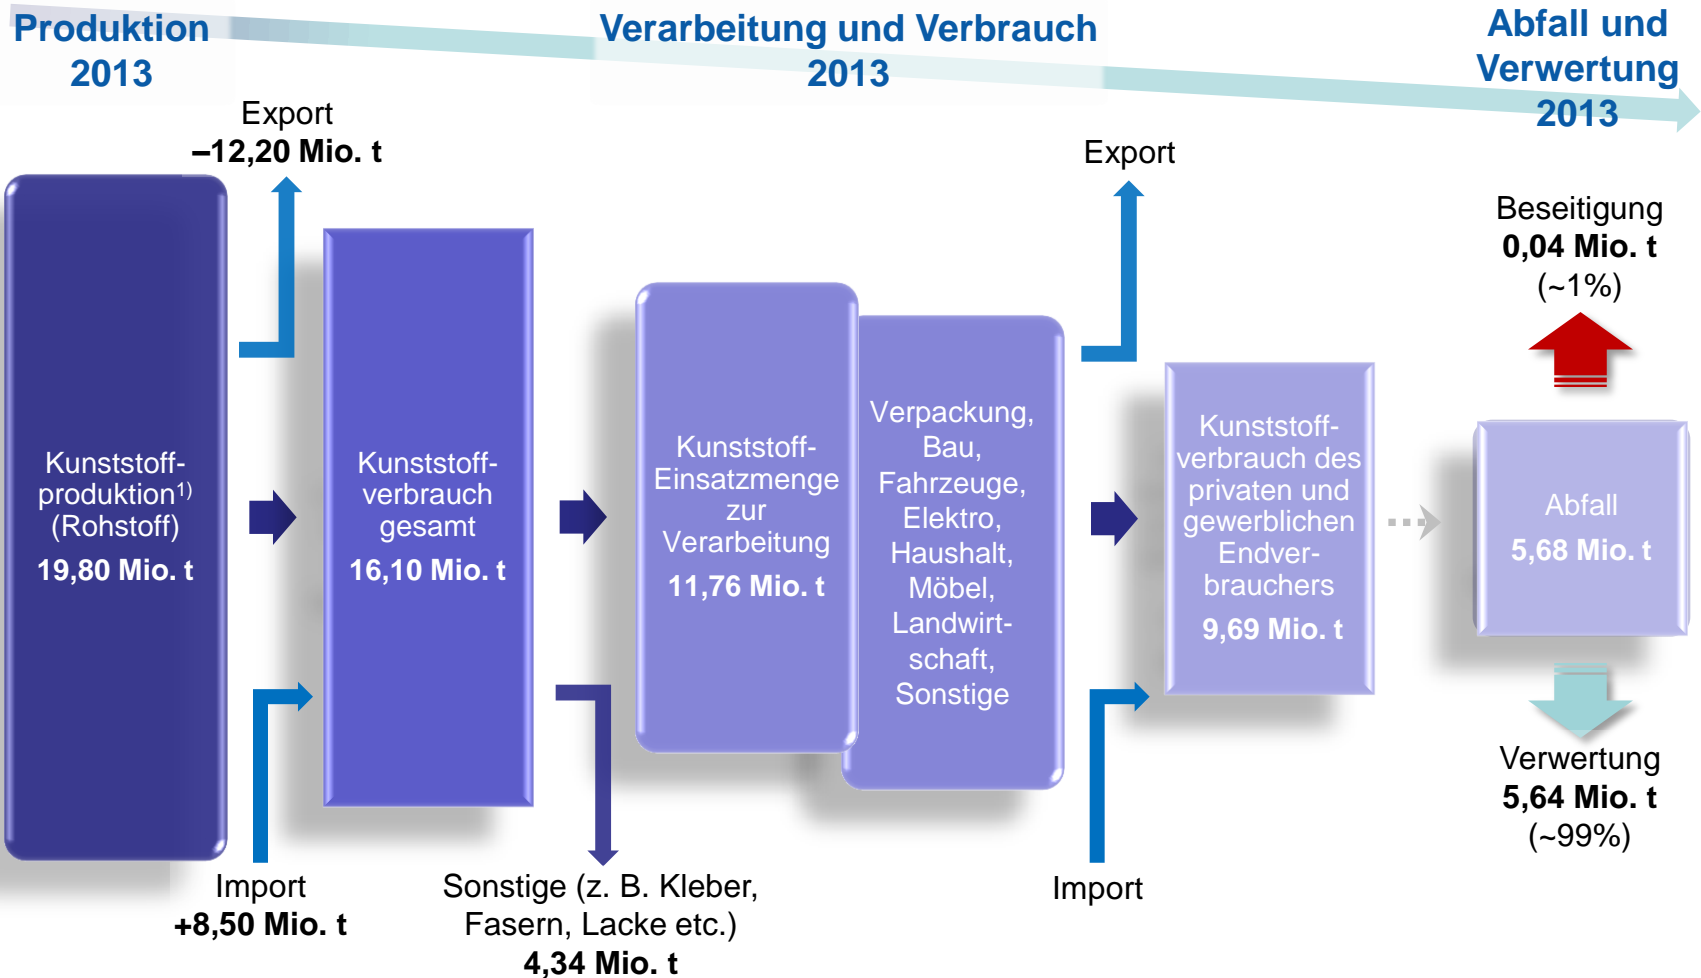 Produktion
2013
Verarbeitung und Verbrauch
2013
Abfall und
Verwertung
2013
Export
–12,20 Mio. t
Kunststoff-
produktion¹⁾
(Rohstoff)
19,80 Mio. t
Import
+8,50 Mio. t
Kunststoff-
verbrauch
gesamt
16,10 Mio. t
Sonstige (z. B. Kleber,
Fasern, Lacke etc.)
4,34 Mio. t
Kunststoff-
Einsatzmenge
zur
Verarbeitung
11,76 Mio. t
Verpackung,
Bau,
Fahrzeuge,
Elektro,
Haushalt,
Möbel,
Landwirt-
schaft,
Sonstige
Export
Import
Kunststoff-
verbrauch des
privaten und
gewerblichen
Endver-
brauchers
9,69 Mio. t
Beseitigung
0,04 Mio. t
(~1%)
Abfall
5,68 Mio. t
Verwertung
5,64 Mio. t
(~99%)